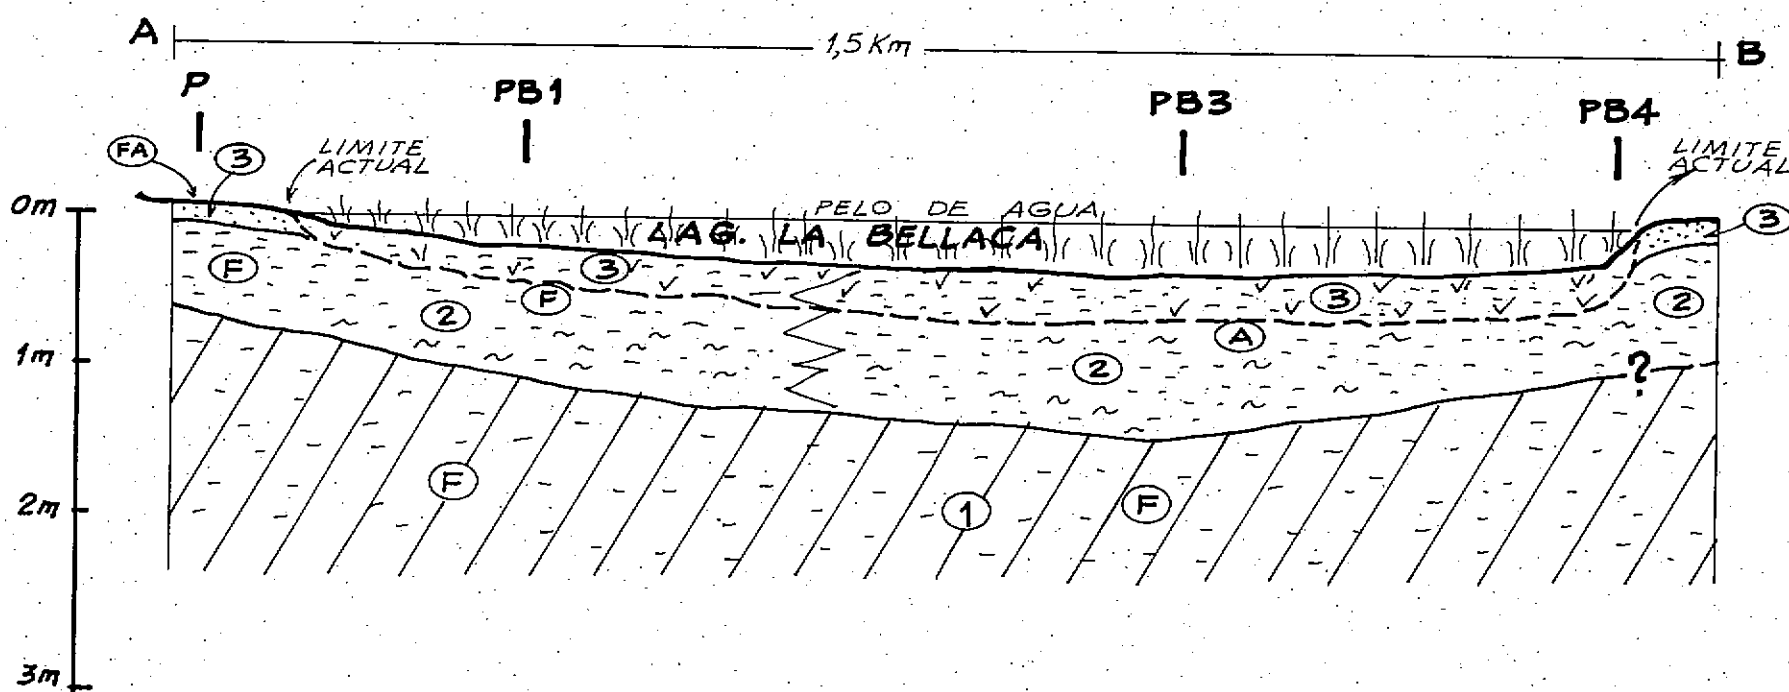 A 1,5 Km B
P PB1 PB3 PB4
FA 3 LIMITE
ACTUAL
LIMITE
ACTUAL
0m PELO DE AGUA
LAG. LA BELLACA
3
F 3 3 2
F
2 A
1m 2 ?
F 1 F
2m
3m